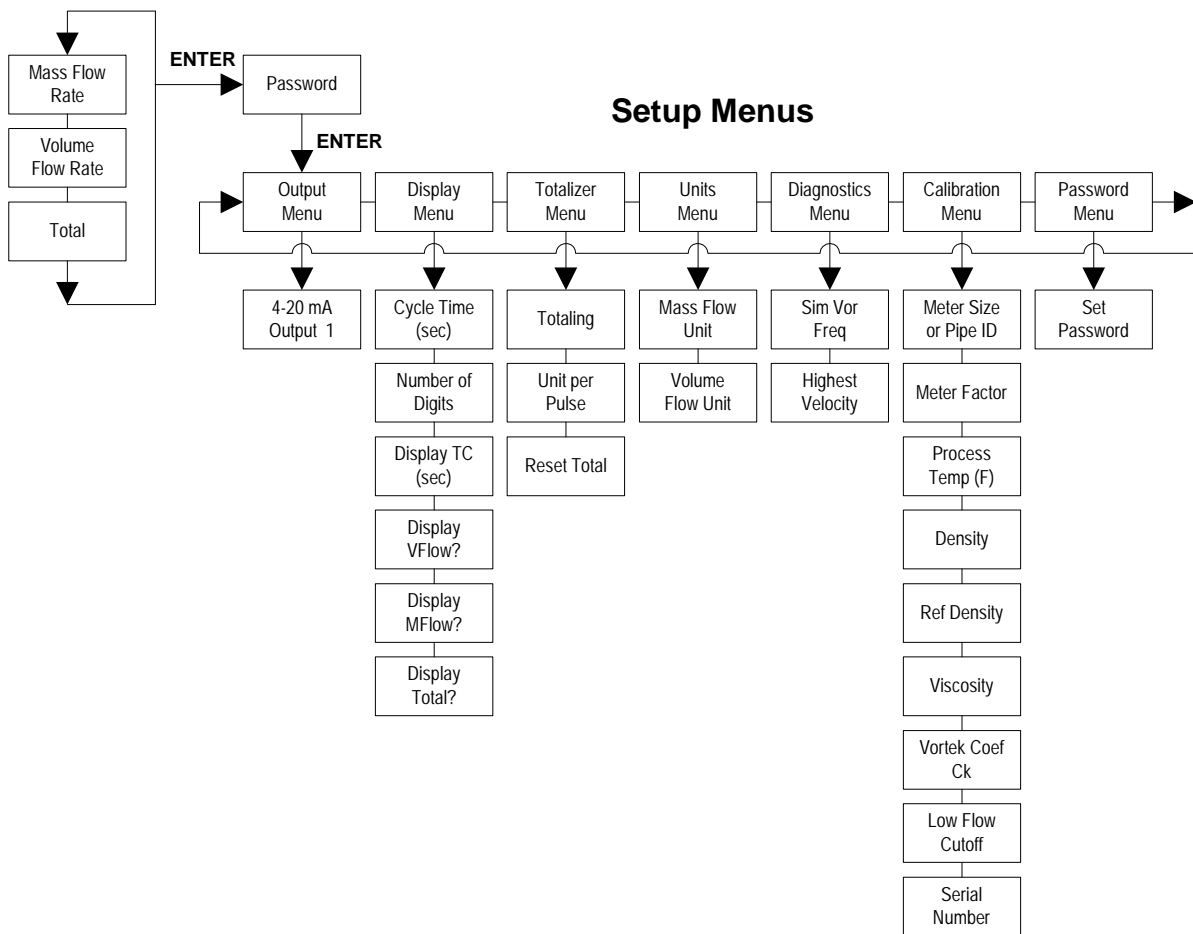 Setup Menus
Mass Flow
Rate
Volume
Flow Rate
Total
ENTER
Password
ENTER
Output
Menu
Display
Menu
Totalizer
Menu
Units
Menu
Diagnostics
Menu
Calibration
Menu
Password
Menu
4-20 mA
Output 1
Cycle Time
(sec)
Number of
Digits
Display TC
(sec)
Display
VFlow?
Display
MFlow?
Display
Total?
Totaling
Unit per
Pulse
Reset Total
Mass Flow
Unit
Volume
Flow Unit
Sim Vor
Freq
Highest
Velocity
Meter Size
or Pipe ID
Meter Factor
Process
Temp (F)
Density
Ref Density
Viscosity
Vortek Coef
Ck
Low Flow
Cutoff
Serial
Number
Set
Password